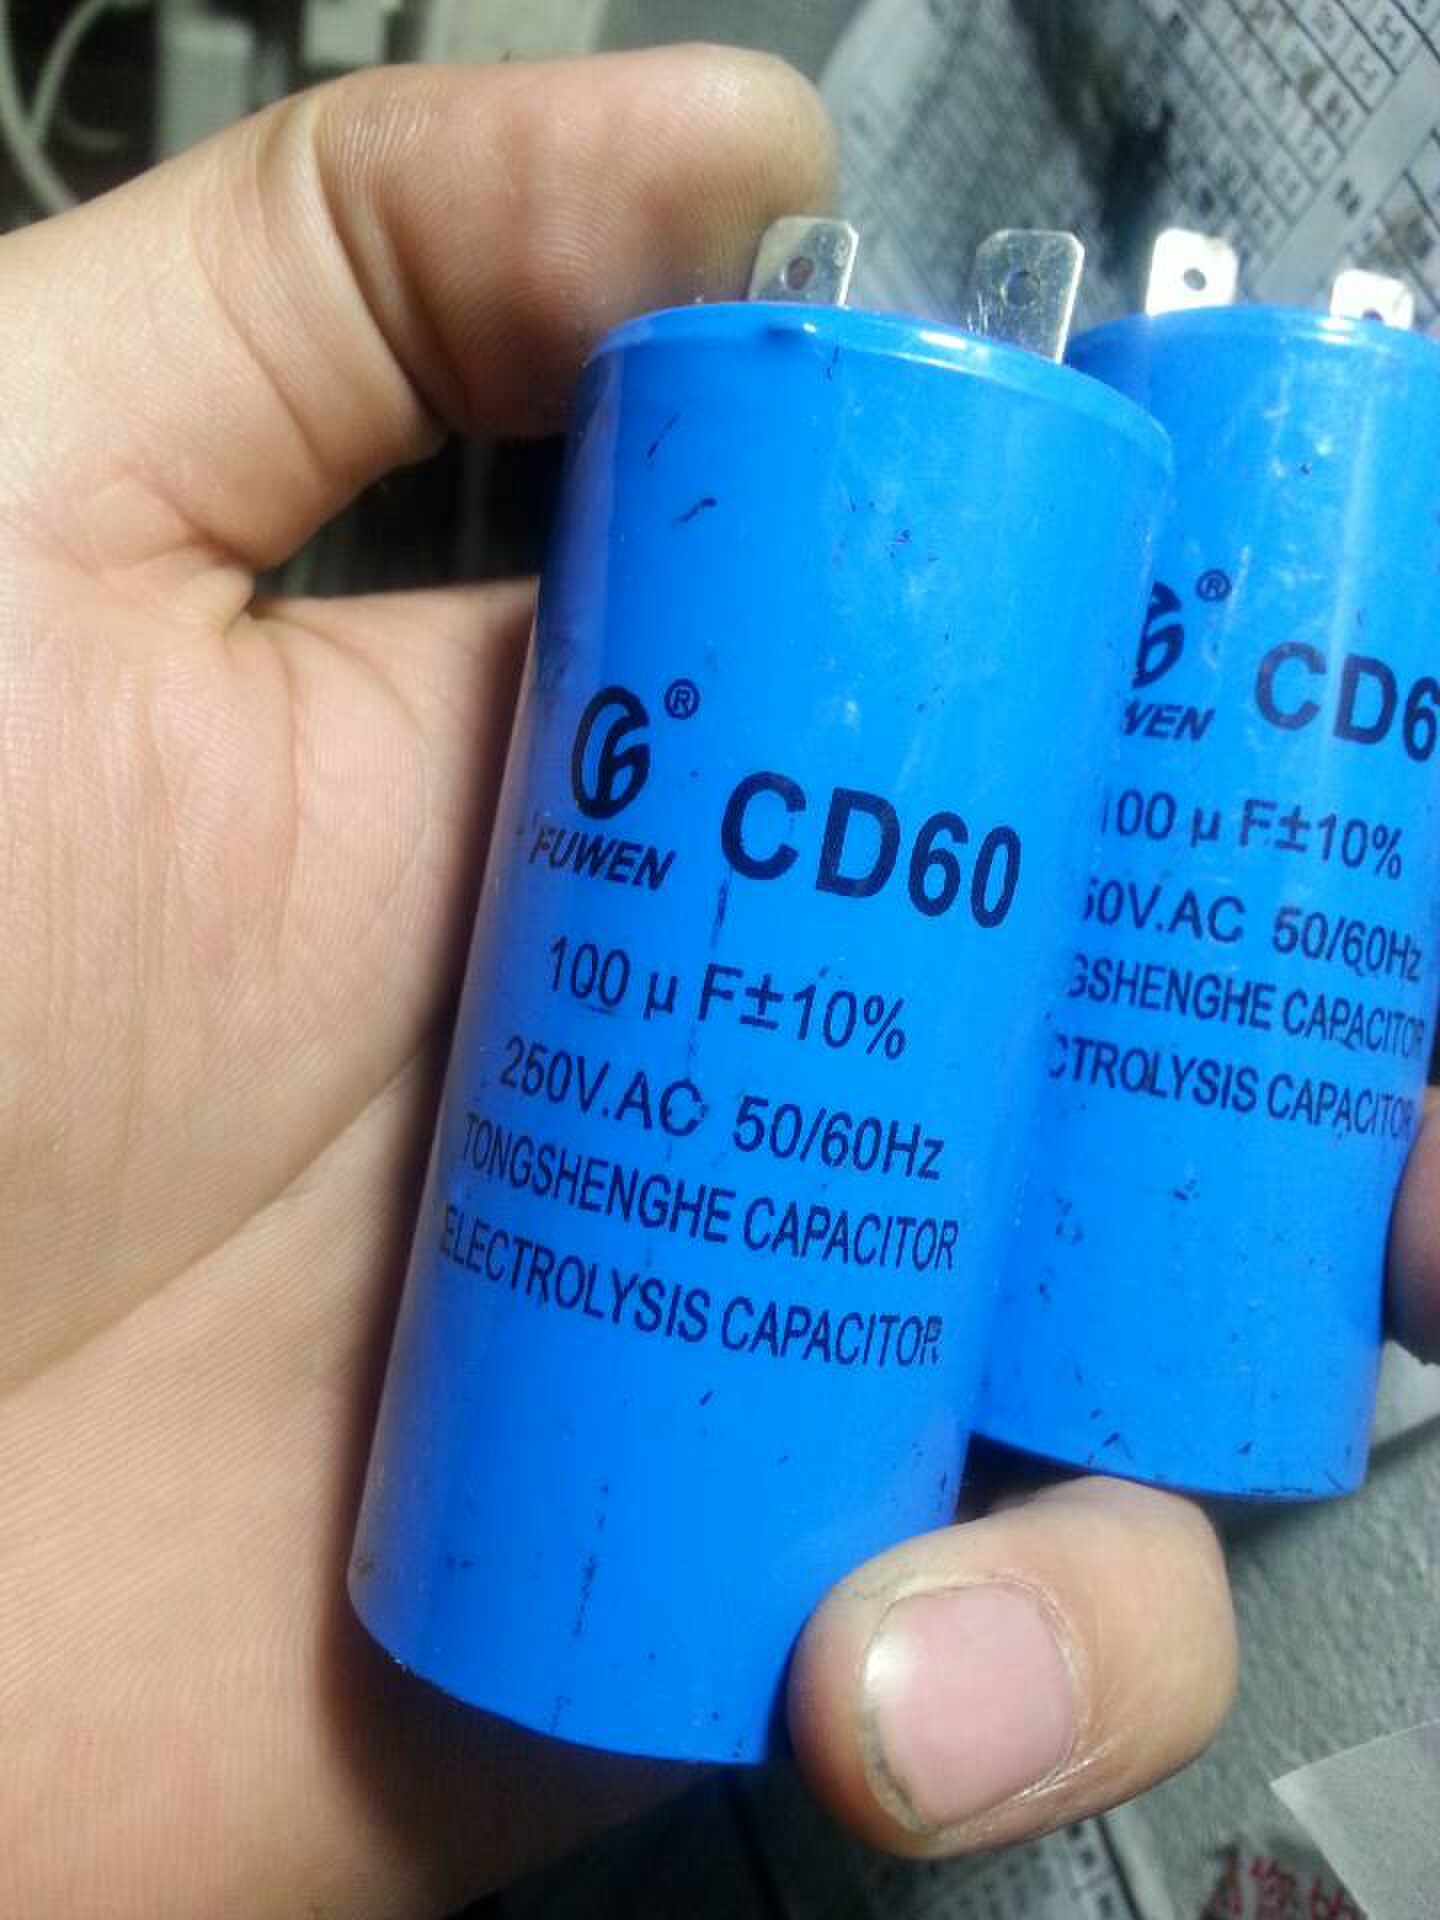 ®
FUWEN CD60
100 μ F±10%
250V.AC 50/60Hz
TONGSHENGHE CAPACITOR
ELECTROLYSIS CAPACITOR
®
WEN CD6
100 μ F±10%
50V.AC 50/60Hz
GSHENGHE CAPACITOR
CTROLYSIS CAPACITOR